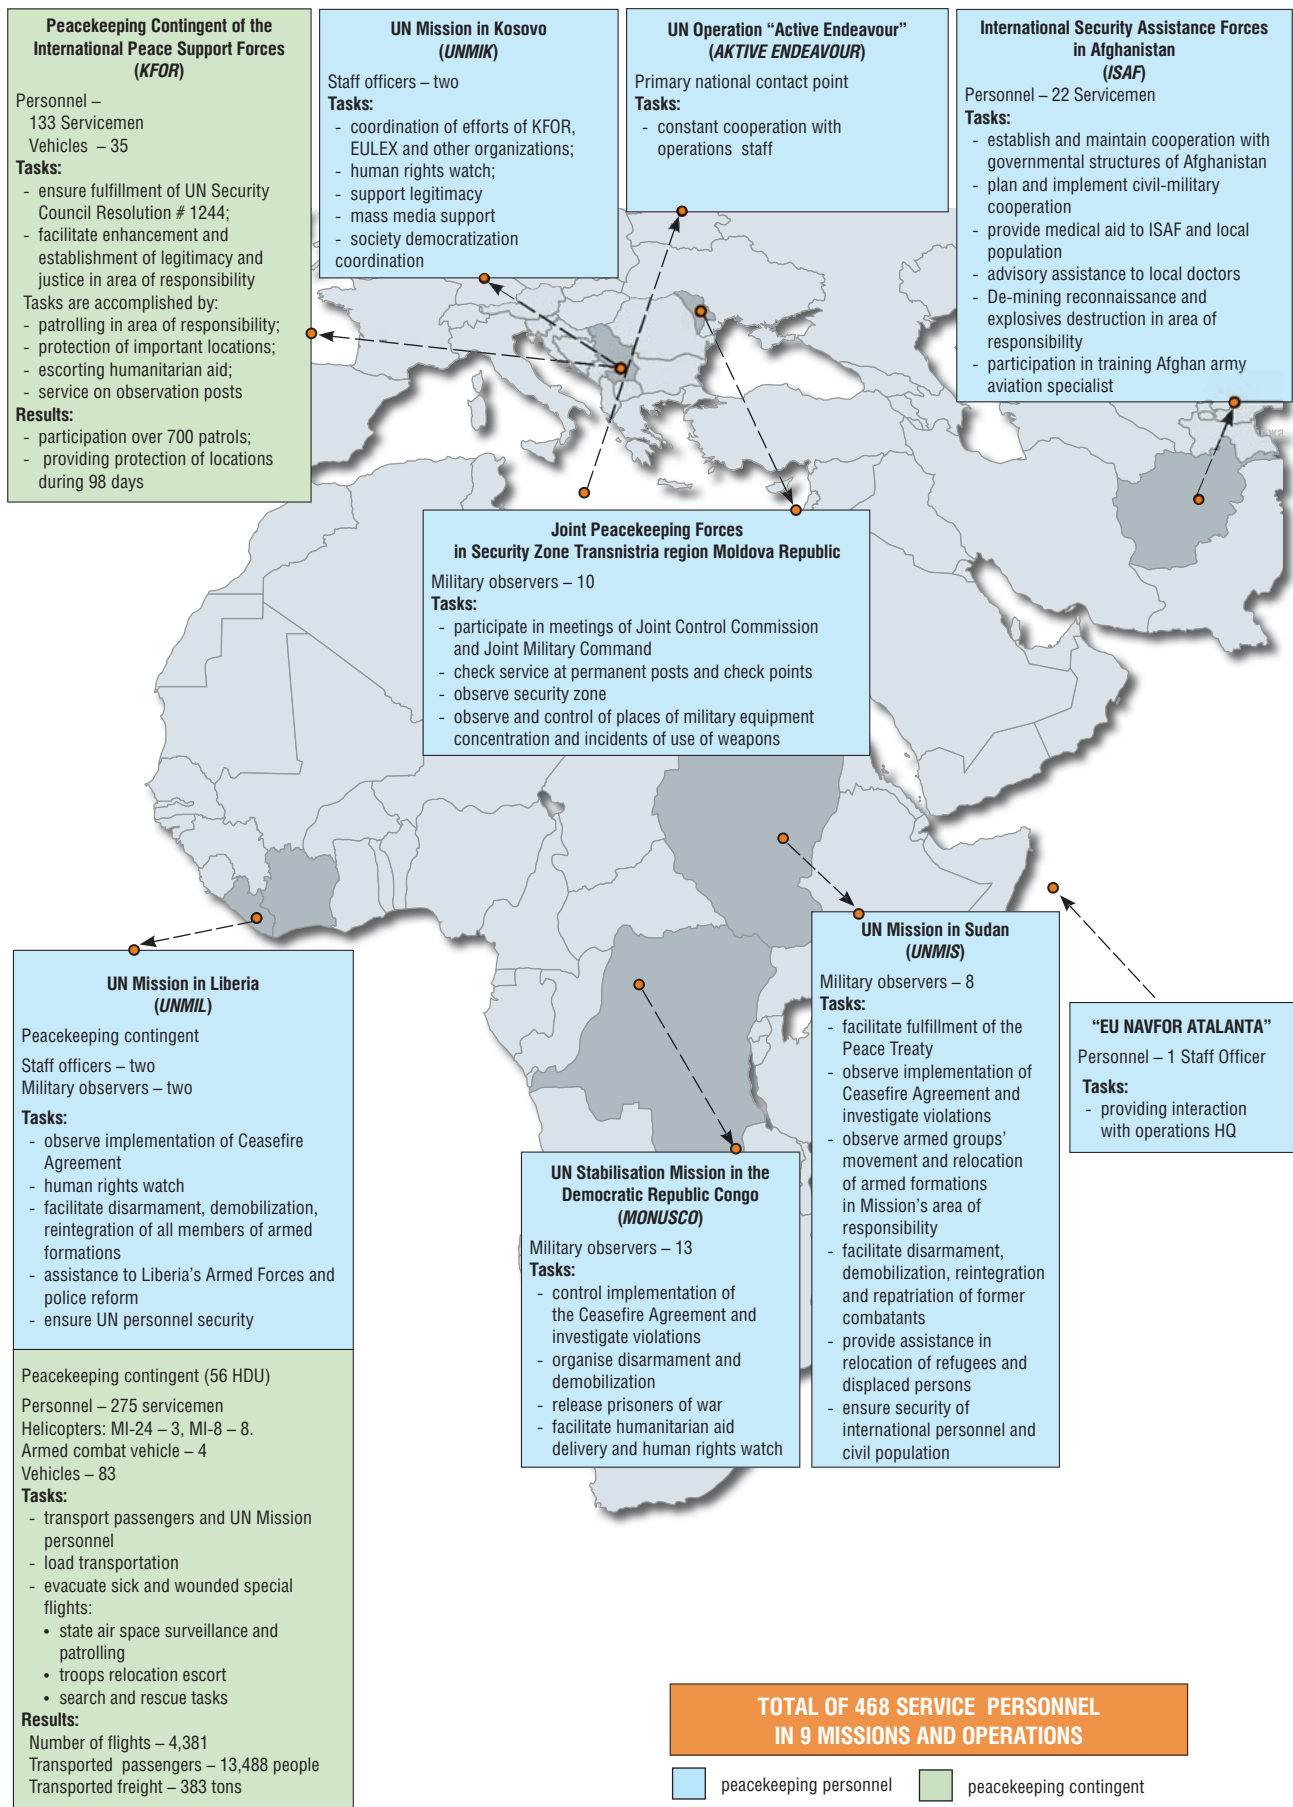 Peacekeeping Contingent of the
International Peace Support Forces
(KFOR)
Personnel –
133 Servicemen
Vehicles – 35
Tasks:
- ensure fulfillment of UN Security
Council Resolution # 1244;
- facilitate enhancement and
establishment of legitimacy and
justice in area of responsibility
Tasks are accomplished by:
- patrolling in area of responsibility;
- protection of important locations;
- escorting humanitarian aid;
- service on observation posts
Results:
- participation over 700 patrols;
- providing protection of locations
during 98 days
UN Mission in Kosovo
(UNMIK)
Staff officers – two
Tasks:
- coordination of efforts of KFOR,
EULEX and other organizations;
- human rights watch;
- support legitimacy
- mass media support
- society democratization
coordination
UN Operation “Active Endeavour”
(AKTIVE ENDEAVOUR)
Primary national contact point
Tasks:
- constant cooperation with
operations staff
International Security Assistance Forces
in Afghanistan
(ISAF)
Personnel – 22 Servicemen
Tasks:
- establish and maintain cooperation with
governmental structures of Afghanistan
- plan and implement civil-military
cooperation
- provide medical aid to ISAF and local
population
- advisory assistance to local doctors
- De-mining reconnaissance and
explosives destruction in area of
responsibility
- participation in training Afghan army
aviation specialist
Joint Peacekeeping Forces
in Security Zone Transnistria region Moldova Republic
Military observers – 10
Tasks:
- participate in meetings of Joint Control Commission
and Joint Military Command
- check service at permanent posts and check points
- observe security zone
- observe and control of places of military equipment
concentration and incidents of use of weapons
UN Mission in Liberia
(UNMIL)
Peacekeeping contingent
Staff officers – two
Military observers – two
Tasks:
- observe implementation of Ceasefire
Agreement
- human rights watch
- facilitate disarmament, demobilization,
reintegration of all members of armed
formations
- assistance to Liberia's Armed Forces and
police reform
- ensure UN personnel security
Peacekeeping contingent (56 HDU)
Personnel – 275 servicemen
Helicopters: MI-24 – 3, MI-8 – 8.
Armed combat vehicle – 4
Vehicles – 83
Tasks:
- transport passengers and UN Mission
personnel
- load transportation
- evacuate sick and wounded special
flights:
• state air space surveillance and
patrolling
• troops relocation escort
• search and rescue tasks
Results:
Number of flights – 4,381
Transported passengers – 13,488 people
Transported freight – 383 tons
UN Stabilisation Mission in the
Democratic Republic Congo
(MONUSCO)
Military observers – 13
Tasks:
- control implementation of
the Ceasefire Agreement and
investigate violations
- organise disarmament and
demobilization
- release prisoners of war
- facilitate humanitarian aid
delivery and human rights watch
UN Mission in Sudan
(UNMIS)
Military observers – 8
Tasks:
- facilitate fulfillment of the
Peace Treaty
- observe implementation of
Ceasefire Agreement and
investigate violations
- observe armed groups’
movement and relocation
of armed formations
in Mission’s area of
responsibility
- facilitate disarmament,
demobilization, reintegration
and repatriation of former
combatants
- provide assistance in
relocation of refugees and
displaced persons
- ensure security of
international personnel and
civil population
“EU NAVFOR ATALANTA”
Personnel – 1 Staff Officer
Tasks:
- providing interaction
with operations HQ
TOTAL OF 468 SERVICE PERSONNEL
IN 9 MISSIONS AND OPERATIONS
peacekeeping personnel
peacekeeping contingent